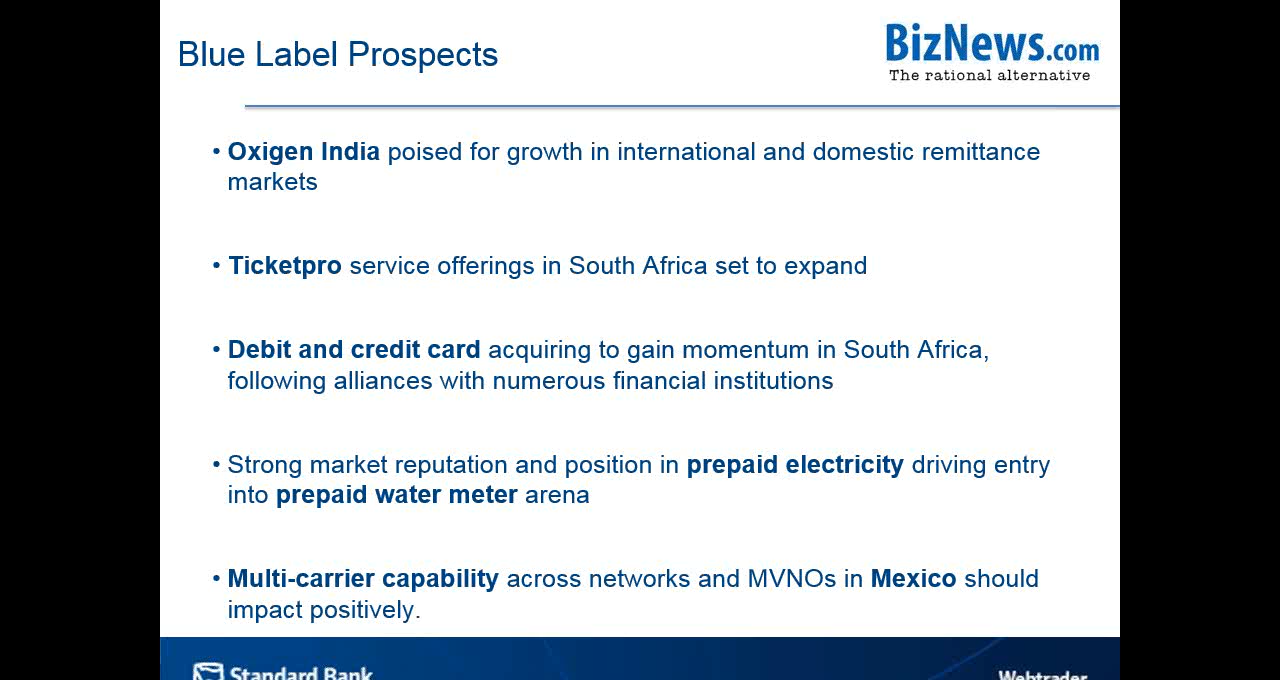 Blue Label Prospects
BizNews.com
The rational alternative
• Oxigen India poised for growth in international and domestic remittance
markets
• Ticketpro service offerings in South Africa set to expand
• Debit and credit card acquiring to gain momentum in South Africa,
following alliances with numerous financial institutions
• Strong market reputation and position in prepaid electricity driving entry
into prepaid water meter arena
• Multi-carrier capability across networks and MVNOs in Mexico should
impact positively.
Standard Bank
Webtrader